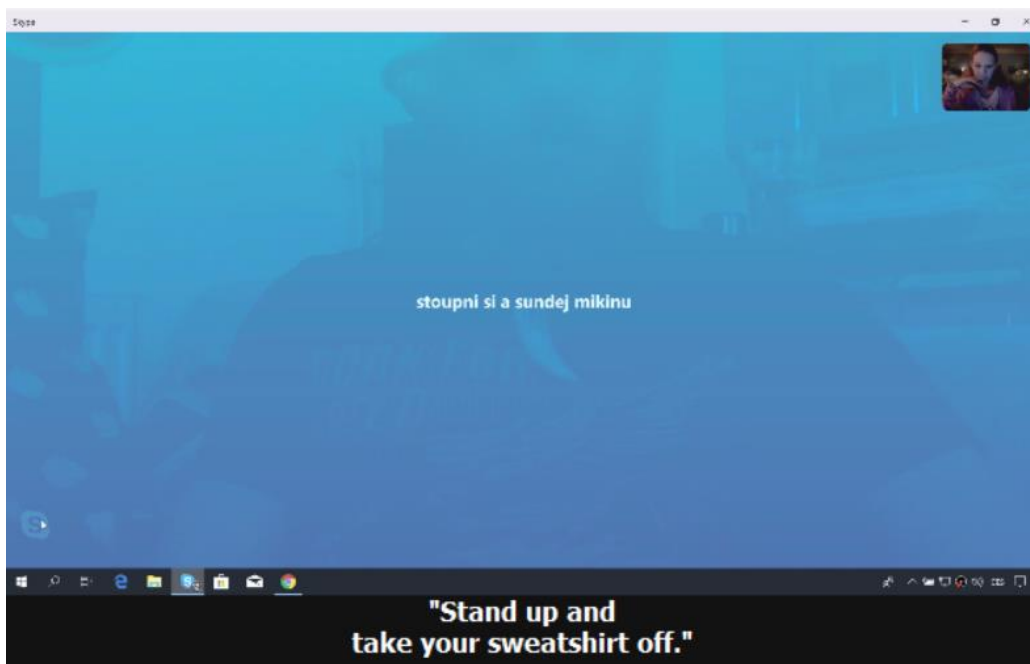 Skype
stoupni si a sundej mikinu
"Stand up and
take your sweatshirt off."